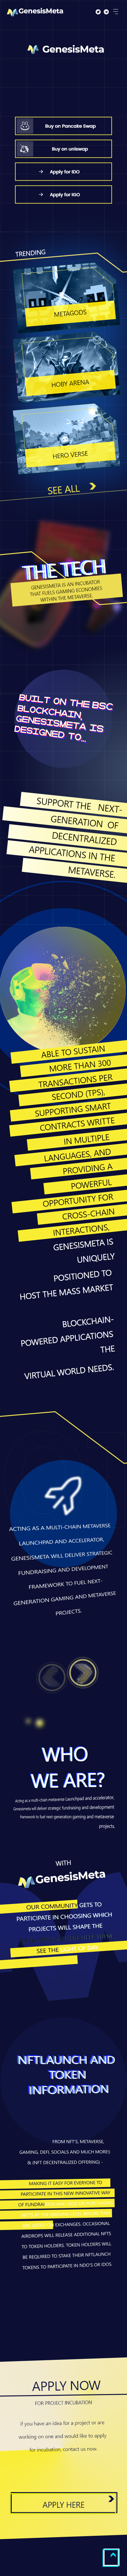 GenesisMeta
GenesisMeta
Buy on Pancake Swap
Buy on uniswap
Apply for IDO
Apply for IGO
TRENDING
METAGODS
HOBY ARENA
HERO VERSE
SEE ALL
THE TECH
GENESISMETA IS AN INCUBATOR
THAT FUELS GAMING ECONOMIES
WITHIN THE METAVERSE.
BUILT ON THE BSC
BLOCKCHAIN,
GENESISMETA IS
DESIGNED TO...
SUPPORT THE NEXT-
GENERATION OF
DECENTRALIZED
APPLICATIONS IN THE
METAVERSE.
ABLE TO SUSTAIN
MORE THAN 300
TRANSACTIONS PER
SECOND (TPS),
SUPPORTING SMART
CONTRACTS WRITTE
IN MULTIPLE
LANGUAGES, AND
PROVIDING A
POWERFUL
OPPORTUNITY FOR
CROSS-CHAIN
INTERACTIONS,
GENESISMETA IS
UNIQUELY
POSITIONED TO
HOST THE MASS MARKET
BLOCKCHAIN-
POWERED APPLICATIONS
THE
VIRTUAL WORLD NEEDS.
ACTING AS A MULTI-CHAIN METAVERSE
LAUNCHPAD AND ACCELERATOR,
GENESISMETA WILL DELIVER STRATEGIC
FUNDRAISING AND DEVELOPMENT
FRAMEWORK TO FUEL NEXT-
GENERATION GAMING AND METAVERSE
PROJECTS.
WHO
WE ARE?
Acting as a multi-chain metaverse Launchpad and accelerator,
Genesismeta will deliver strategic fundraising and development
framework to fuel next generation gaming and metaverse
projects.
WITH
GenesisMeta
OUR COMMUNITY GETS TO
PARTICIPATE IN CHOOSING WHICH
PROJECTS WILL SHAPE THE
SEE THE
NFTLAUNCH AND
TOKEN
INFORMATION
FROM NFT'S, METAVERSE,
GAMING, DEFI, SOCIALS AND MUCH MORE)
& (NFT DECENTRALIZED OFFERING) -
MAKING IT EASY FOR EVERYONE TO
PARTICIPATE IN THIS NEW INNOVATIVE WAY
OF FUNDRAI
EXCHANGES. OCCASIONAL
AIRDROPS WILL RELEASE ADDITIONAL NFTS
TO TOKEN HOLDERS. TOKEN HOLDERS WILL
BE REQUIRED TO STAKE THEIR NFTLAUNCH
TOKENS TO PARTICIPATE IN NDO'S OR IDOS
APPLY NOW
FOR PROJECT INCUBATION
If you have an idea for a project or are
working on one and would like to apply
for incubation, contact us now.
APPLY HERE